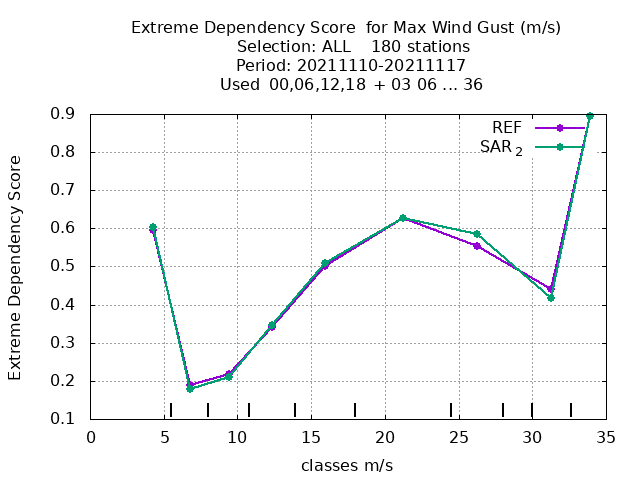 Extreme Dependency Score  for Max Wind Gust (m/s)
Selection: ALL    180 stations
Period: 20211110-20211117
Used  00,06,12,18  + 03 06 ... 36
REF
SAR 2
Extreme Dependency Score
0.9
0.8
0.7
0.6
0.5
0.4
0.3
0.2
0.1
0 5 10 15 20 25 30 35
classes m/s